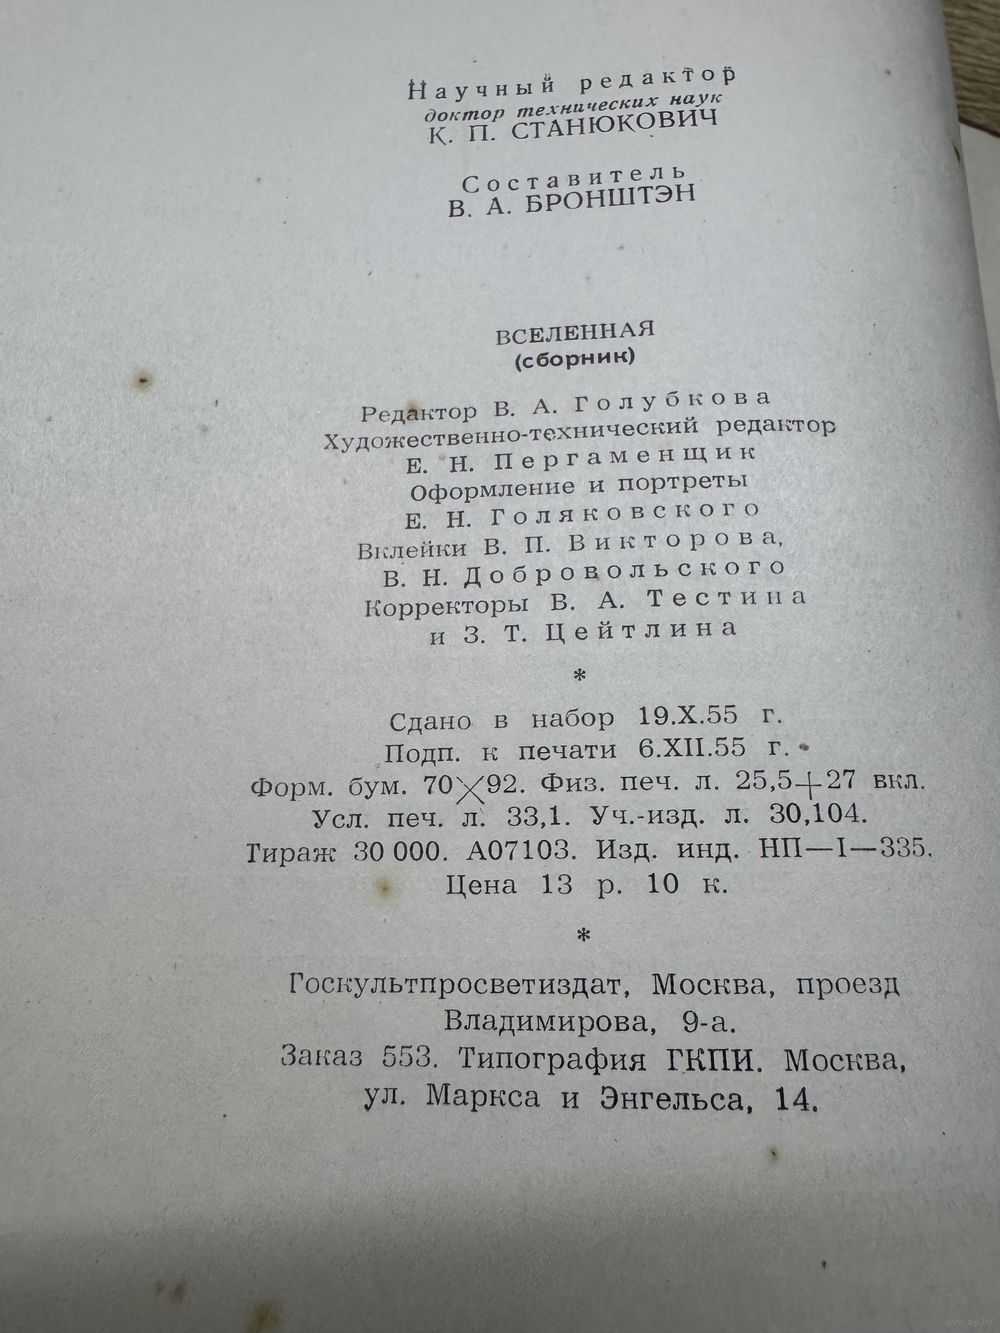 Научный редактор
доктор технических наук
К. П. СТАНЮКОВИЧ
Составитель
В. А. БРОНШТЭН
ВСЕЛЕННАЯ
(сборник)
Редактор В. А. Голубкова
Художественно-технический редактор
Е. Н. Пергаменщик
Оформление и портреты
Е. Н. Голяковского
Вклейки В. П. Викторова,
В. Н. Добровольского
Корректоры В. А. Тестина
и З. Т. Цейтлина
*
Сдано в набор 19.X.55 г.
Подп. к печати 6.XII.55 г.
Форм. бум. 70×92. Физ. печ. л. 25,5+27 вкл.
Усл. печ. л. 33,1. Уч.-изд. л. 30,104.
Тираж 30 000. А07103. Изд. инд. НП—I—335.
Цена 13 р. 10 к.
*
Госкультпросветиздат, Москва, проезд
Владимирова, 9-а.
Заказ 553. Типография ГКПИ. Москва,
ул. Маркса и Энгельса, 14.
www.ay.by